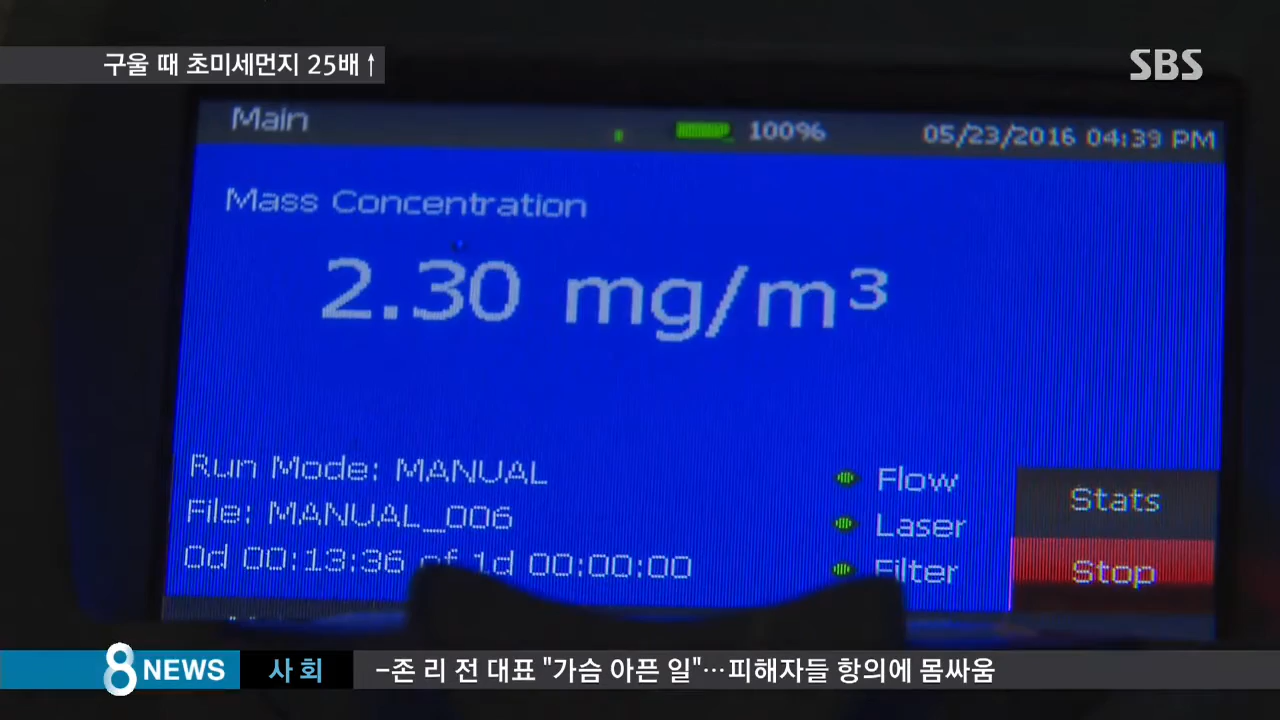 구울 때 초미세먼지 25배↑
SBS
Main
100%
05/23/2016 04:39 PM
Mass Concentration
2.30 mg/m³
Run Mode: MANUAL
File: MANUAL_006
0d 00:13:36 of 1d 00:00:00
Flow
Laser
Filter
Stats
Stop
8 NEWS
사회
-존 리 전 대표 "가슴 아픈 일"…피해자들 항의에 몸싸움